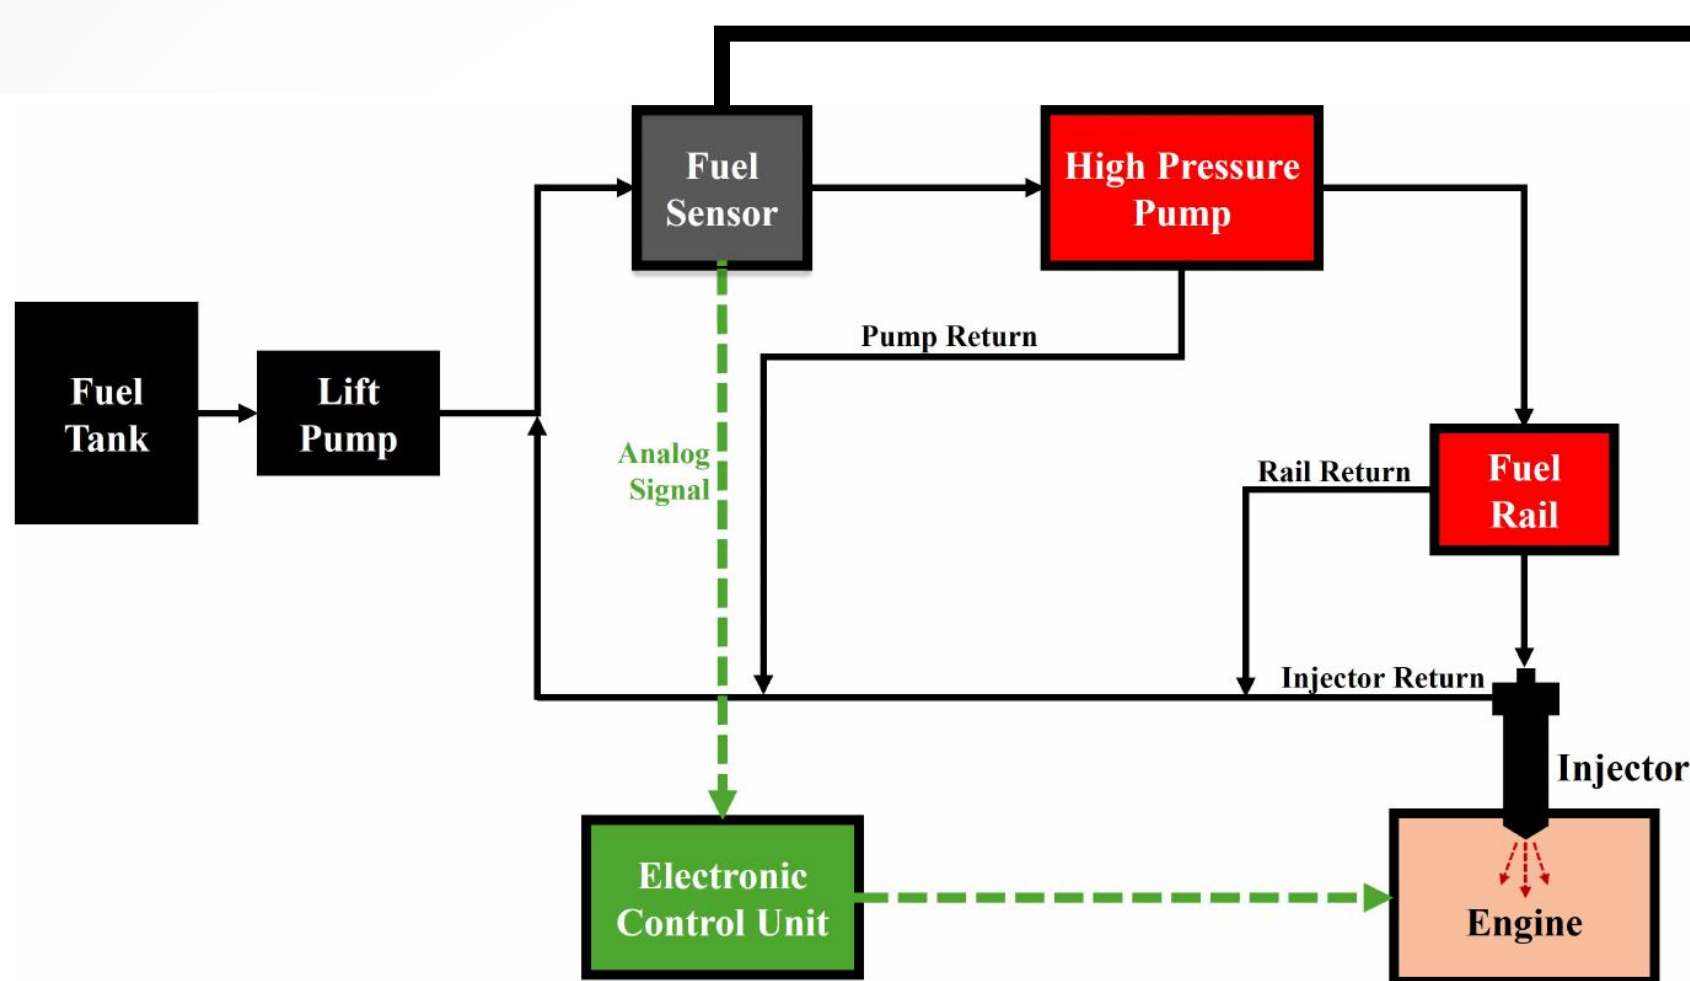 Fuel
Sensor
High Pressure
Pump
Pump Return
Fuel
Tank
Lift
Pump
Analog
Signal
Rail Return
Fuel
Rail
Injector Return
Injector
Electronic
Control Unit
Engine